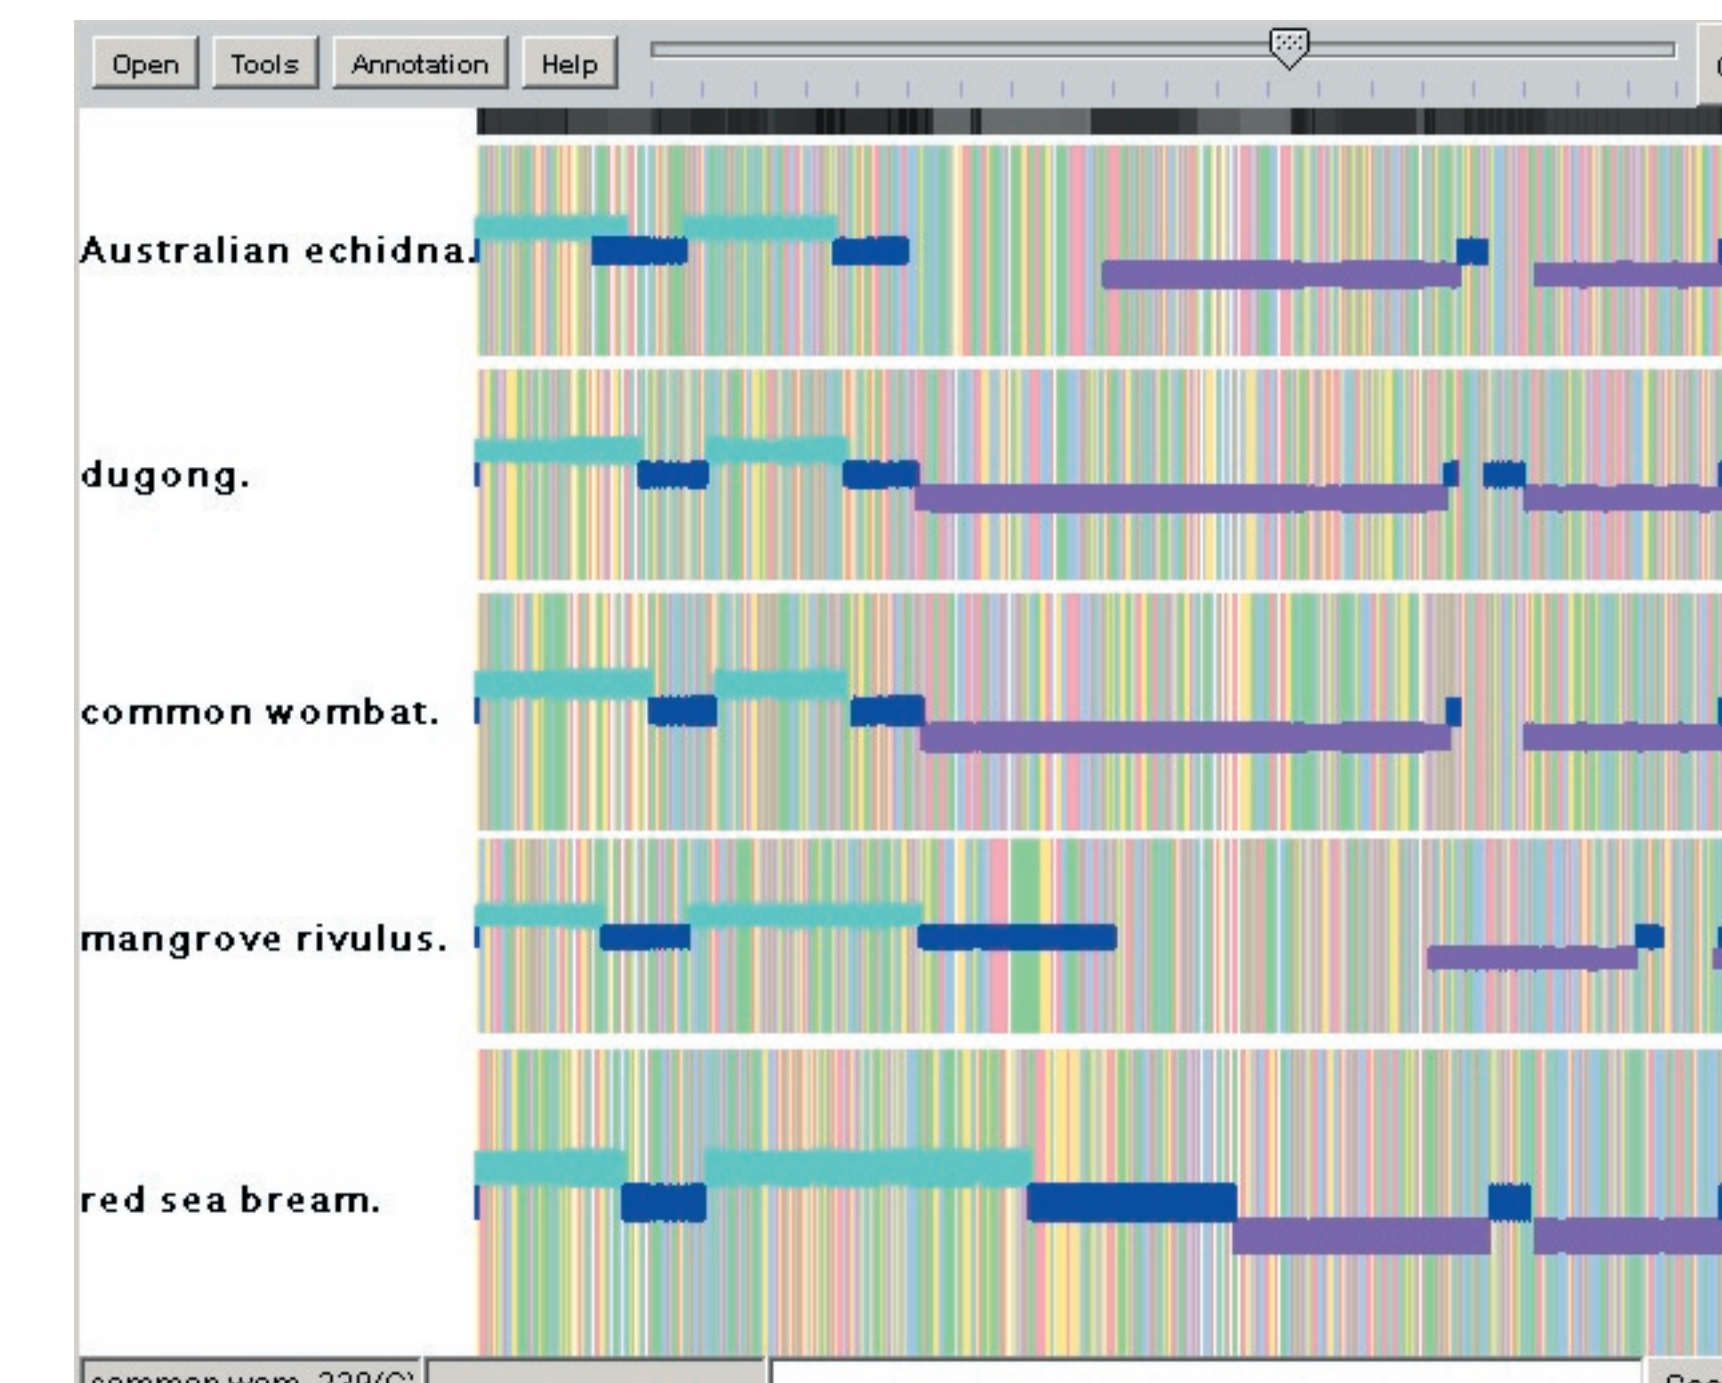 Open Tools Annotation Help
Australian echidna.
dugong.
common wombat.
mangrove rivulus.
red sea bream.